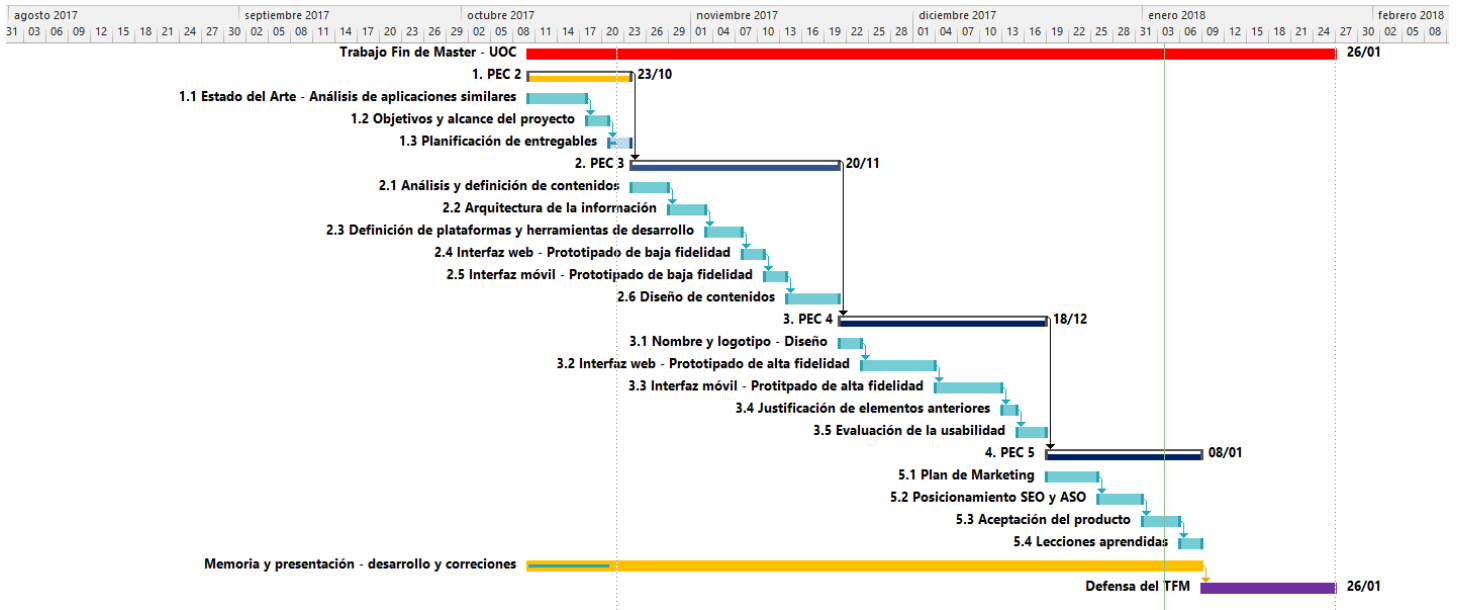 agosto 2017 septiembre 2017 octubre 2017 noviembre 2017 diciembre 2017 enero 2018 febrero 2018
31 03 06 09 12 15 18 21 24 27 30 02 05 08 11 14 17 20 23 26 29 02 05 08 11 14 17 20 23 26 29 01 04 07 10 13 16 19 22 25 28 01 04 07 10 13 16 19 22 25 28 31 03 06 09 12 15 18 21 24 27 30 02 05 08
Trabajo Fin de Master - UOC 26/01
1. PEC 2 23/10
1.1 Estado del Arte - Análisis de aplicaciones similares
1.2 Objetivos y alcance del proyecto
1.3 Planificación de entregables
2. PEC 3 20/11
2.1 Análisis y definición de contenidos
2.2 Arquitectura de la información
2.3 Definición de plataformas y herramientas de desarrollo
2.4 Interfaz web - Prototipado de baja fidelidad
2.5 Interfaz móvil - Prototipado de baja fidelidad
2.6 Diseño de contenidos
3. PEC 4 18/12
3.1 Nombre y logotipo - Diseño
3.2 Interfaz web - Prototipado de alta fidelidad
3.3 Interfaz móvil - Protitpado de alta fidelidad
3.4 Justificación de elementos anteriores
3.5 Evaluación de la usabilidad
4. PEC 5 08/01
5.1 Plan de Marketing
5.2 Posicionamiento SEO y ASO
5.3 Aceptación del producto
5.4 Lecciones aprendidas
Memoria y presentación - desarrollo y correciones
Defensa del TFM 26/01